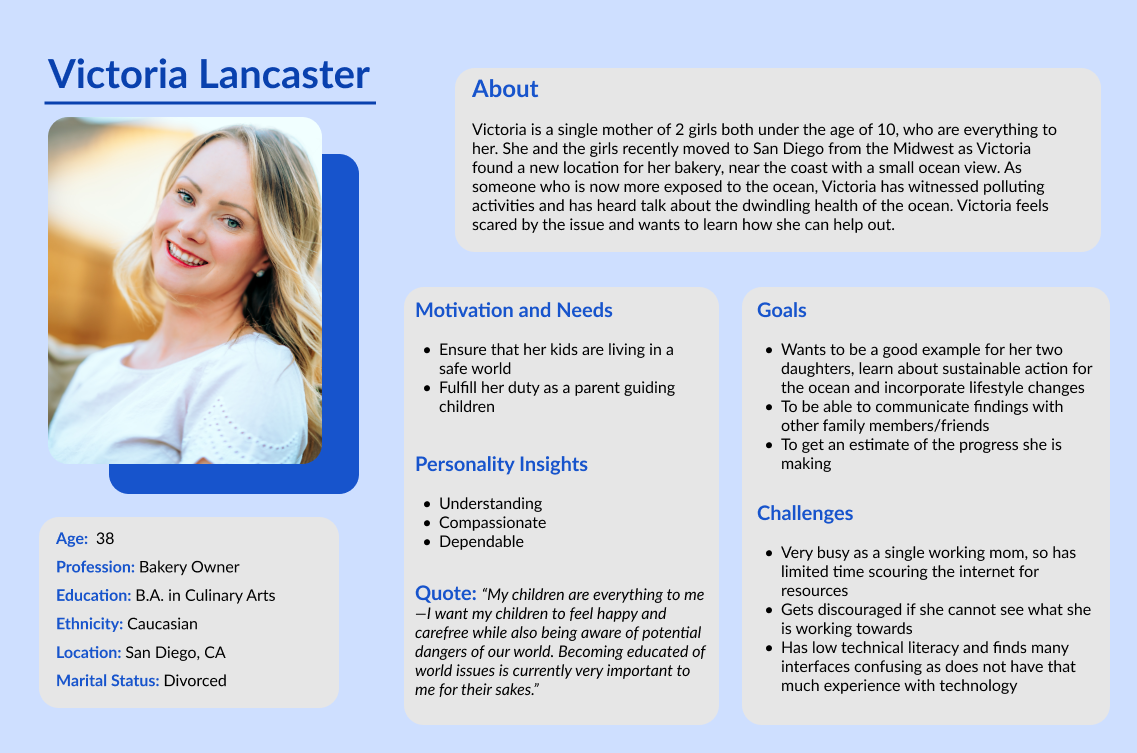 Victoria Lancaster
About
Victoria is a single mother of 2 girls both under the age of 10, who are everything to
her. She and the girls recently moved to San Diego from the Midwest as Victoria
found a new location for her bakery, near the coast with a small ocean view. As
someone who is now more exposed to the ocean, Victoria has witnessed polluting
activities and has heard talk about the dwindling health of the ocean. Victoria feels
scared by the issue and wants to learn how she can help out.
Age: 38
Profession: Bakery Owner
Education: B.A. in Culinary Arts
Ethnicity: Caucasian
Location: San Diego, CA
Marital Status: Divorced
Motivation and Needs
• Ensure that her kids are living in a
safe world
• Fulfill her duty as a parent guiding
children
Personality Insights
• Understanding
• Compassionate
• Dependable
Quote: “My children are everything to me
—I want my children to feel happy and
carefree while also being aware of potential
dangers of our world. Becoming educated of
world issues is currently very important to
me for their sakes.”
Goals
• Wants to be a good example for her two
daughters, learn about sustainable action for
the ocean and incorporate lifestyle changes
• To be able to communicate findings with
other family members/friends
• To get an estimate of the progress she is
making
Challenges
• Very busy as a single working mom, so has
limited time scouring the internet for
resources
• Gets discouraged if she cannot see what she
is working towards
• Has low technical literacy and finds many
interfaces confusing as does not have that
much experience with technology